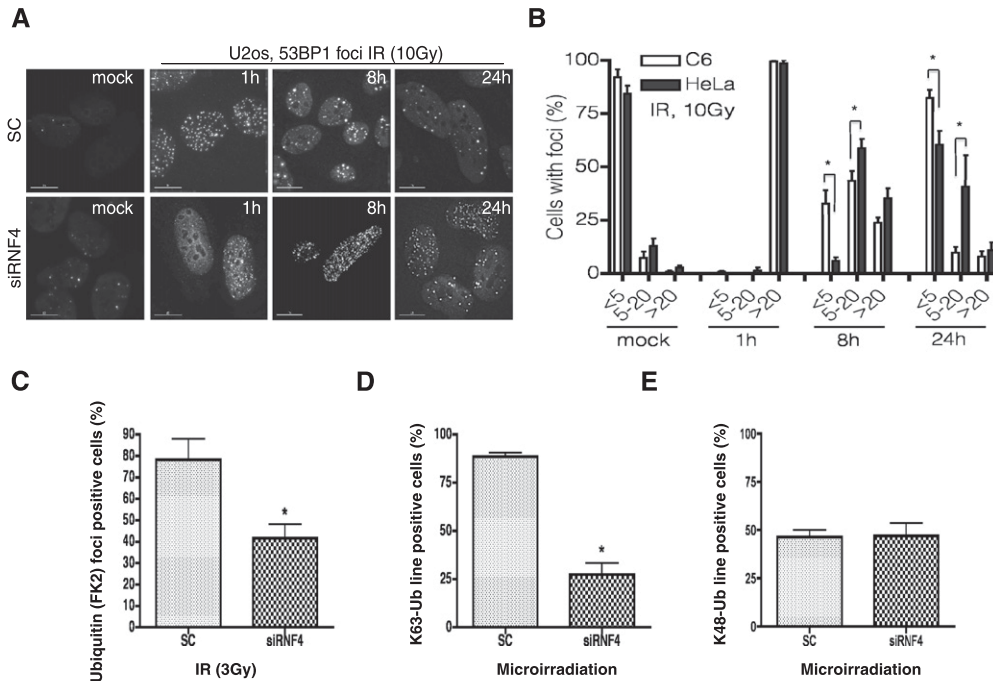 A
U2os, 53BP1 foci IR (10Gy)
SC
mock
1h
8h
24h
siRNF4
mock
1h
8h
24h
B
Cells with foci (%)
100
75
50
25
0
C6
HeLa
IR, 10Gy
*
*
*
*
<5
5-20
>20
<5
5-20
>20
<5
5-20
>20
<5
5-20
>20
mock
1h
8h
24h
C
Ubiquitin (FK2) foci positive cells (%)
90
80
70
60
50
40
30
20
10
0
*
SC
siRNF4
IR (3Gy)
D
K63-Ub line positive cells (%)
100
75
50
25
0
*
SC
siRNF4
Microirradiation
E
K48-Ub line positive cells (%)
100
75
50
25
0
SC
siRNF4
Microirradiation